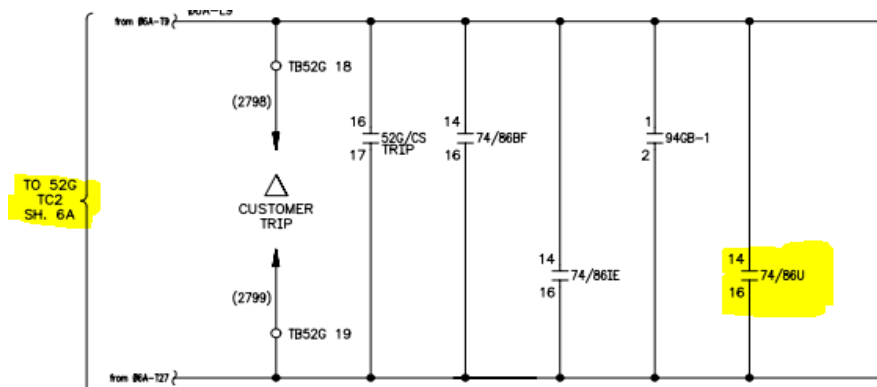 from 06A-T9
TB52G 18
(2798)
16
52G/CS
TRIP
17
14
74/86BF
16
1
94GB-1
2
TO 52G
TC2
SH. 6A
CUSTOMER
TRIP
14
74/86IE
16
14
74/86U
16
(2799)
TB52G 19
from 06A-T27